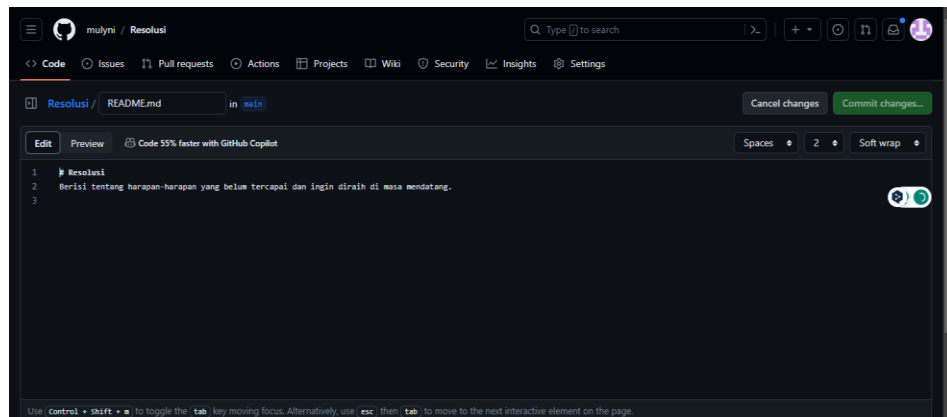 mulyni / Resolusi
Type / to search
Code Issues Pull requests Actions Projects Wiki Security Insights Settings
Resolusi / README.md in main Cancel changes Commit changes...
Edit Preview Code 55% faster with GitHub Copilot Spaces 2 Soft wrap
1 # Resolusi
2 Berisi tentang harapan-harapan yang belum tercapai dan ingin diraih di masa mendatang.
3
Use Control + Shift + m to toggle the tab key moving focus. Alternatively, use esc then tab to move to the next interactive element on the page.